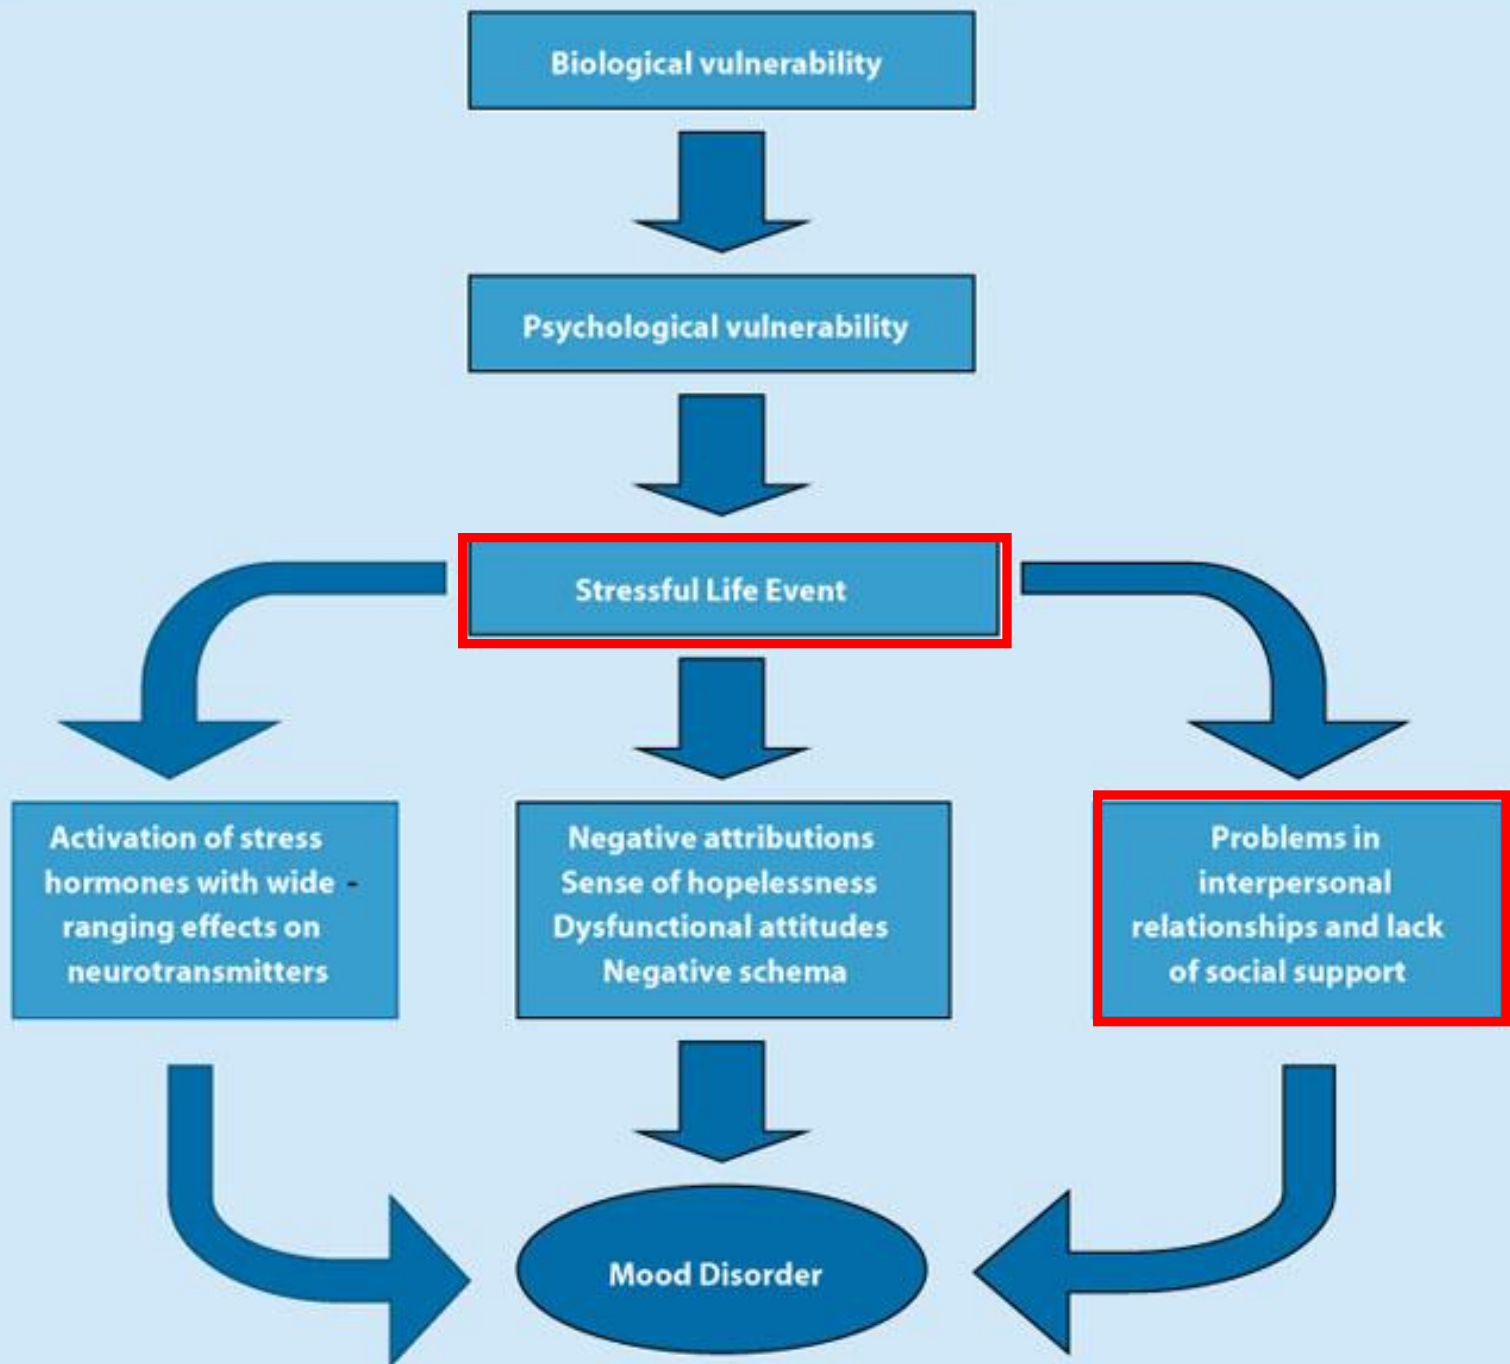 Biological vulnerability
Psychological vulnerability
Stressful Life Event
Activation of stress
hormones with wide -
ranging effects on
neurotransmitters
Negative attributions
Sense of hopelessness
Dysfunctional attitudes
Negative schema
Problems in
interpersonal
relationships and lack
of social support
Mood Disorder